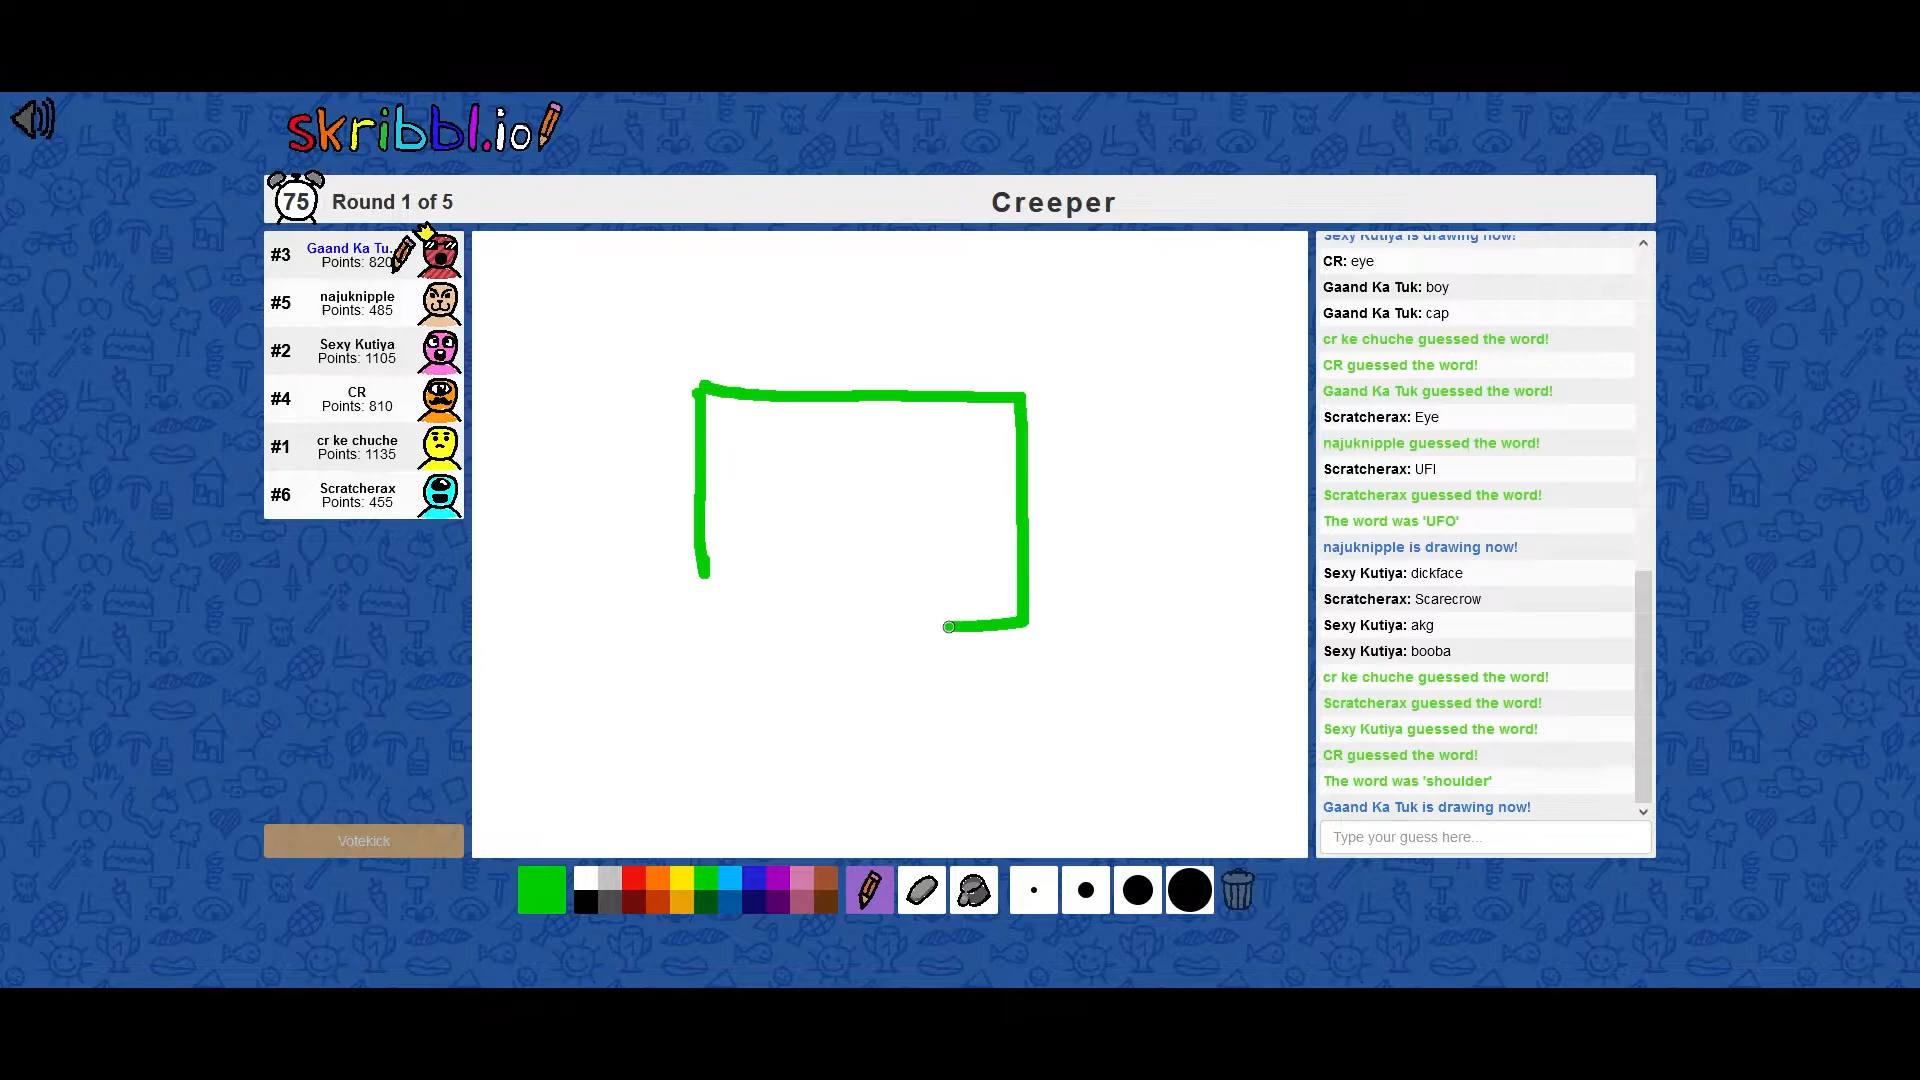 skribbl.io
75
Round 1 of 5
Creeper
#3
Gaand Ka Tu..
Points: 820
#5
najuknipple
Points: 485
#2
Sexy Kutiya
Points: 1105
#4
CR
Points: 810
#1
cr ke chuche
Points: 1135
#6
Scratcherax
Points: 455
Votekick
Sexy Kutiya is drawing now!
CR: eye
Gaand Ka Tuk: boy
Gaand Ka Tuk: cap
cr ke chuche guessed the word!
CR guessed the word!
Gaand Ka Tuk guessed the word!
Scratcherax: Eye
najuknipple guessed the word!
Scratcherax: UFI
Scratcherax guessed the word!
The word was 'UFO'
najuknipple is drawing now!
Sexy Kutiya: dickface
Scratcherax: Scarecrow
Sexy Kutiya: akg
Sexy Kutiya: booba
cr ke chuche guessed the word!
Scratcherax guessed the word!
Sexy Kutiya guessed the word!
CR guessed the word!
The word was 'shoulder'
Gaand Ka Tuk is drawing now!
Type your guess here...